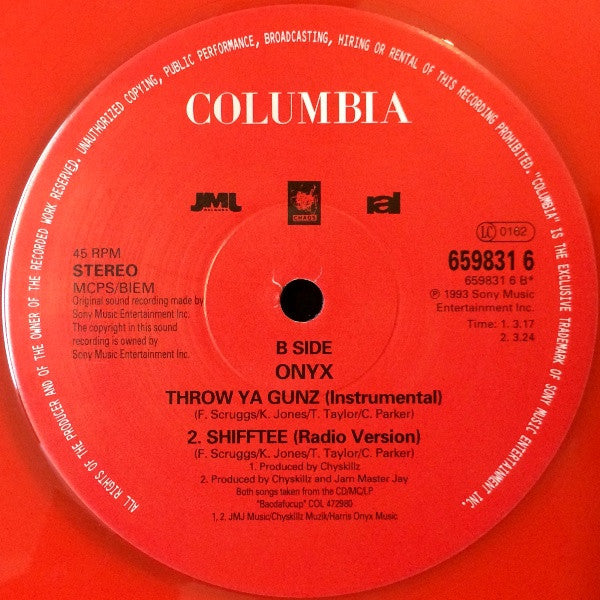 ALL RIGHTS OF THE PRODUCER AND OF THE OWNER OF THE RECORDED WORK RESERVED. UNAUTHORIZED COPYING, PUBLIC PERFORMANCE, BROADCASTING, HIRING OR RENTAL OF THIS RECORDING PROHIBITED. "COLUMBIA" IS THE EXCLUSIVE TRADEMARK OF SONY MUSIC ENTERTAINMENT INC.
COLUMBIA
JMJ RECORDS
CHAOS
ral
LC 0162
45 RPM
STEREO
MCPS/BIEM
Original sound recording made by
Sony Music Entertainment Inc.
The copyright in this sound
recording is owned by
Sony Music Entertainment Inc.
659831 6
659831 6 B*
℗ 1993 Sony Music
Entertainment Inc.
Time: 1. 3.17
2. 3.24
B SIDE
ONYX
THROW YA GUNZ (Instrumental)
(F. Scruggs/K. Jones/T. Taylor/C. Parker)
2. SHIFFTEE (Radio Version)
(F. Scruggs/K. Jones/T. Taylor/C. Parker)
1. Produced by Chyskillz
2. Produced by Chyskillz and Jam Master Jay
Both songs taken from the CD/MC/LP
"Bacdafucup" COL 472980
1, 2. JMJ Music/Chyskillz Muzik/Harris Onyx Music